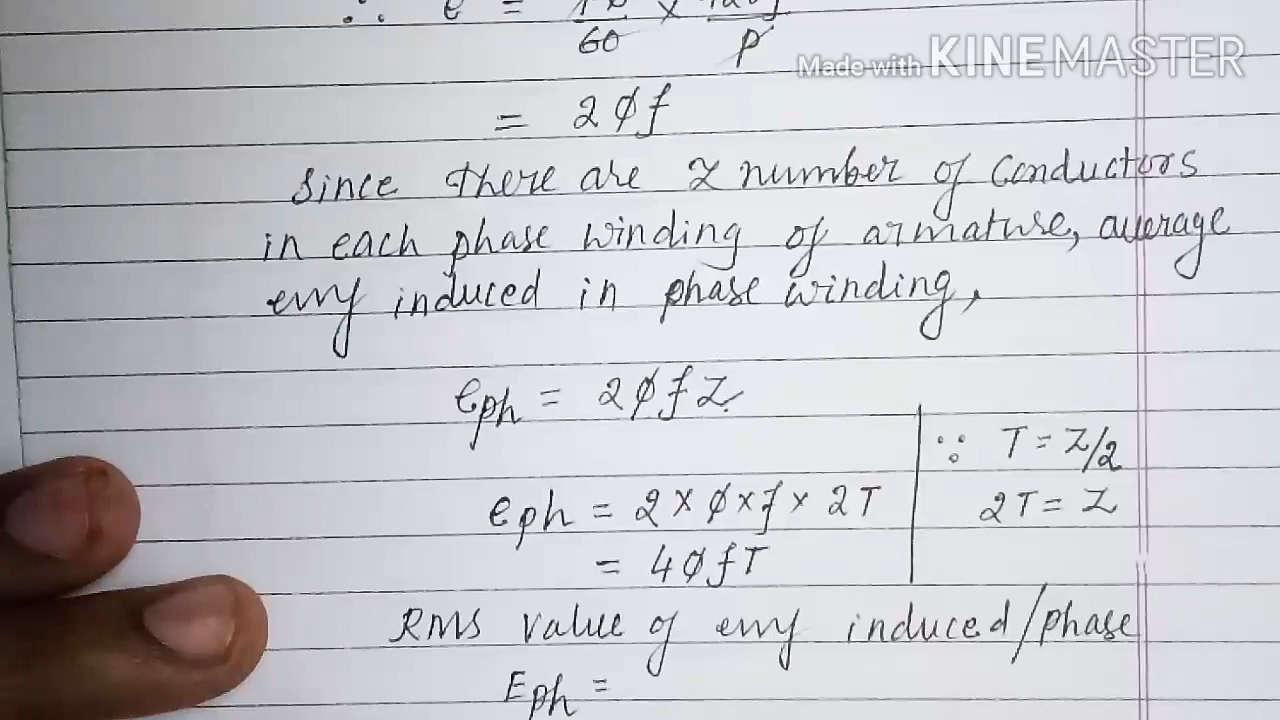 ∴ e = × 
60 p
Made with KINEMASTER
= 2φf
Since there are Z number of Conductors
in each phase winding of armature, average
emf induced in phase winding,
eph = 2φfZ
∵ T = Z/2
eph = 2×φ×f× 2T
2T = Z
= 4φfT
RMS value of emf induced/phase
Eph =